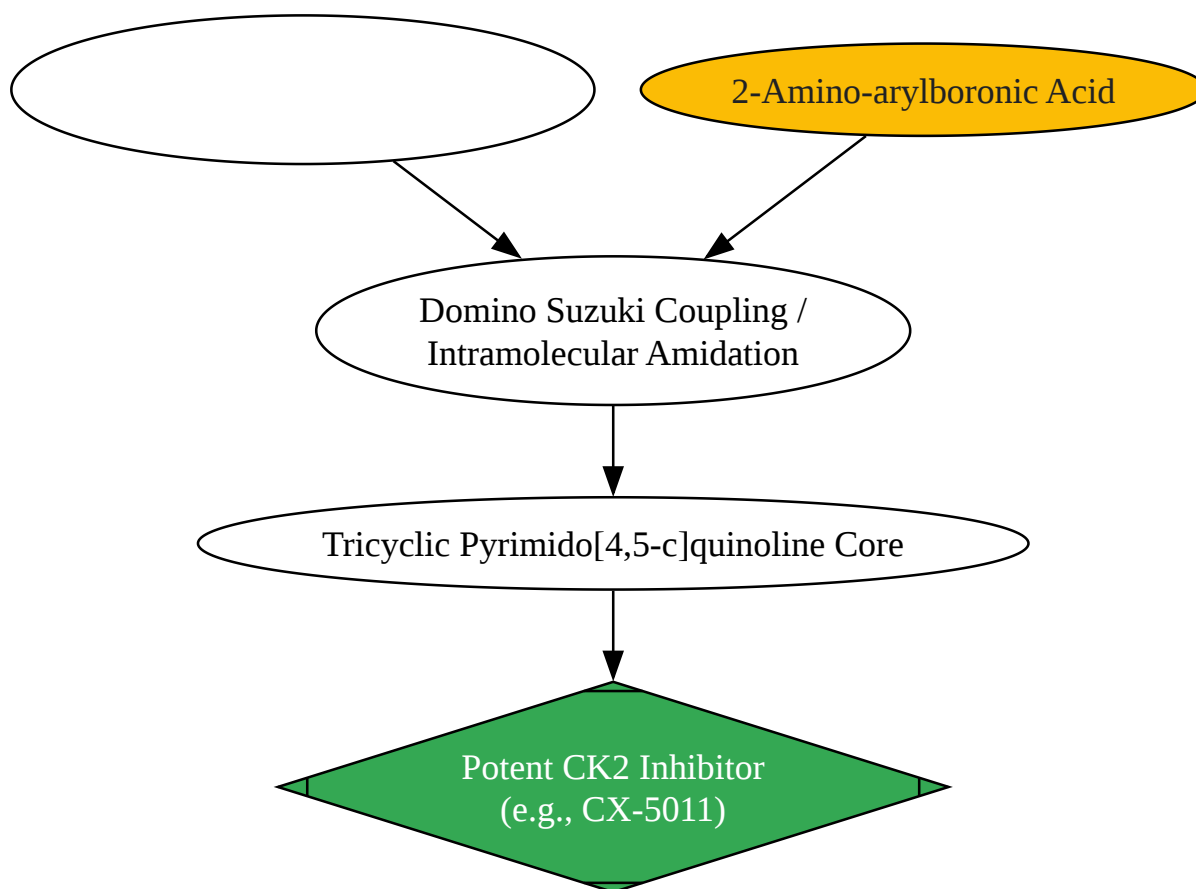 2-Amino-arylboronic Acid
Domino Suzuki Coupling /
Intramolecular Amidation
Tricyclic Pyrimido[4,5-c]quinoline Core
Potent CK2 Inhibitor
(e.g., CX-5011)